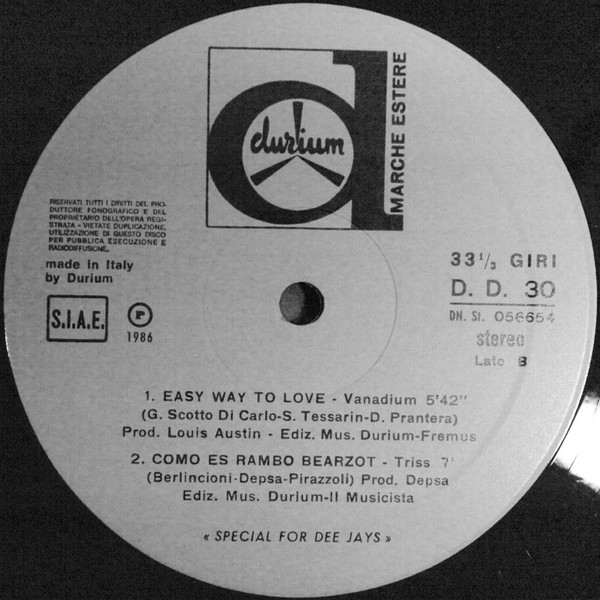 durium
MARCHE ESTERE
RISERVATI TUTTI I DIRITTI DEL PRO-
DUTTORE FONOGRAFICO E DEL
PROPRIETARIO DELL'OPERA REGI-
STRATA - VIETATE DUPLICAZIONE,
UTILIZZAZIONE DI QUESTO DISCO
PER PUBBLICA ESECUZIONE E
RADIODIFFUSIONE.
made in Italy
by Durium
S.I.A.E.
℗
1986
33 1/3 GIRI
D. D. 30
DN. SI. 056654
stereo
Lato B
1. EASY WAY TO LOVE - Vanadium 5'42"
(G. Scotto Di Carlo-S. Tessarin-D. Prantera)
Prod. Louis Austin - Ediz. Mus. Durium-Fremus
2. COMO ES RAMBO BEARZOT - Triss 7'
(Berlincioni-Depsa-Pirazzoli) Prod. Depsa
Ediz. Mus. Durium-Il Musicista
« SPECIAL FOR DEE JAYS »